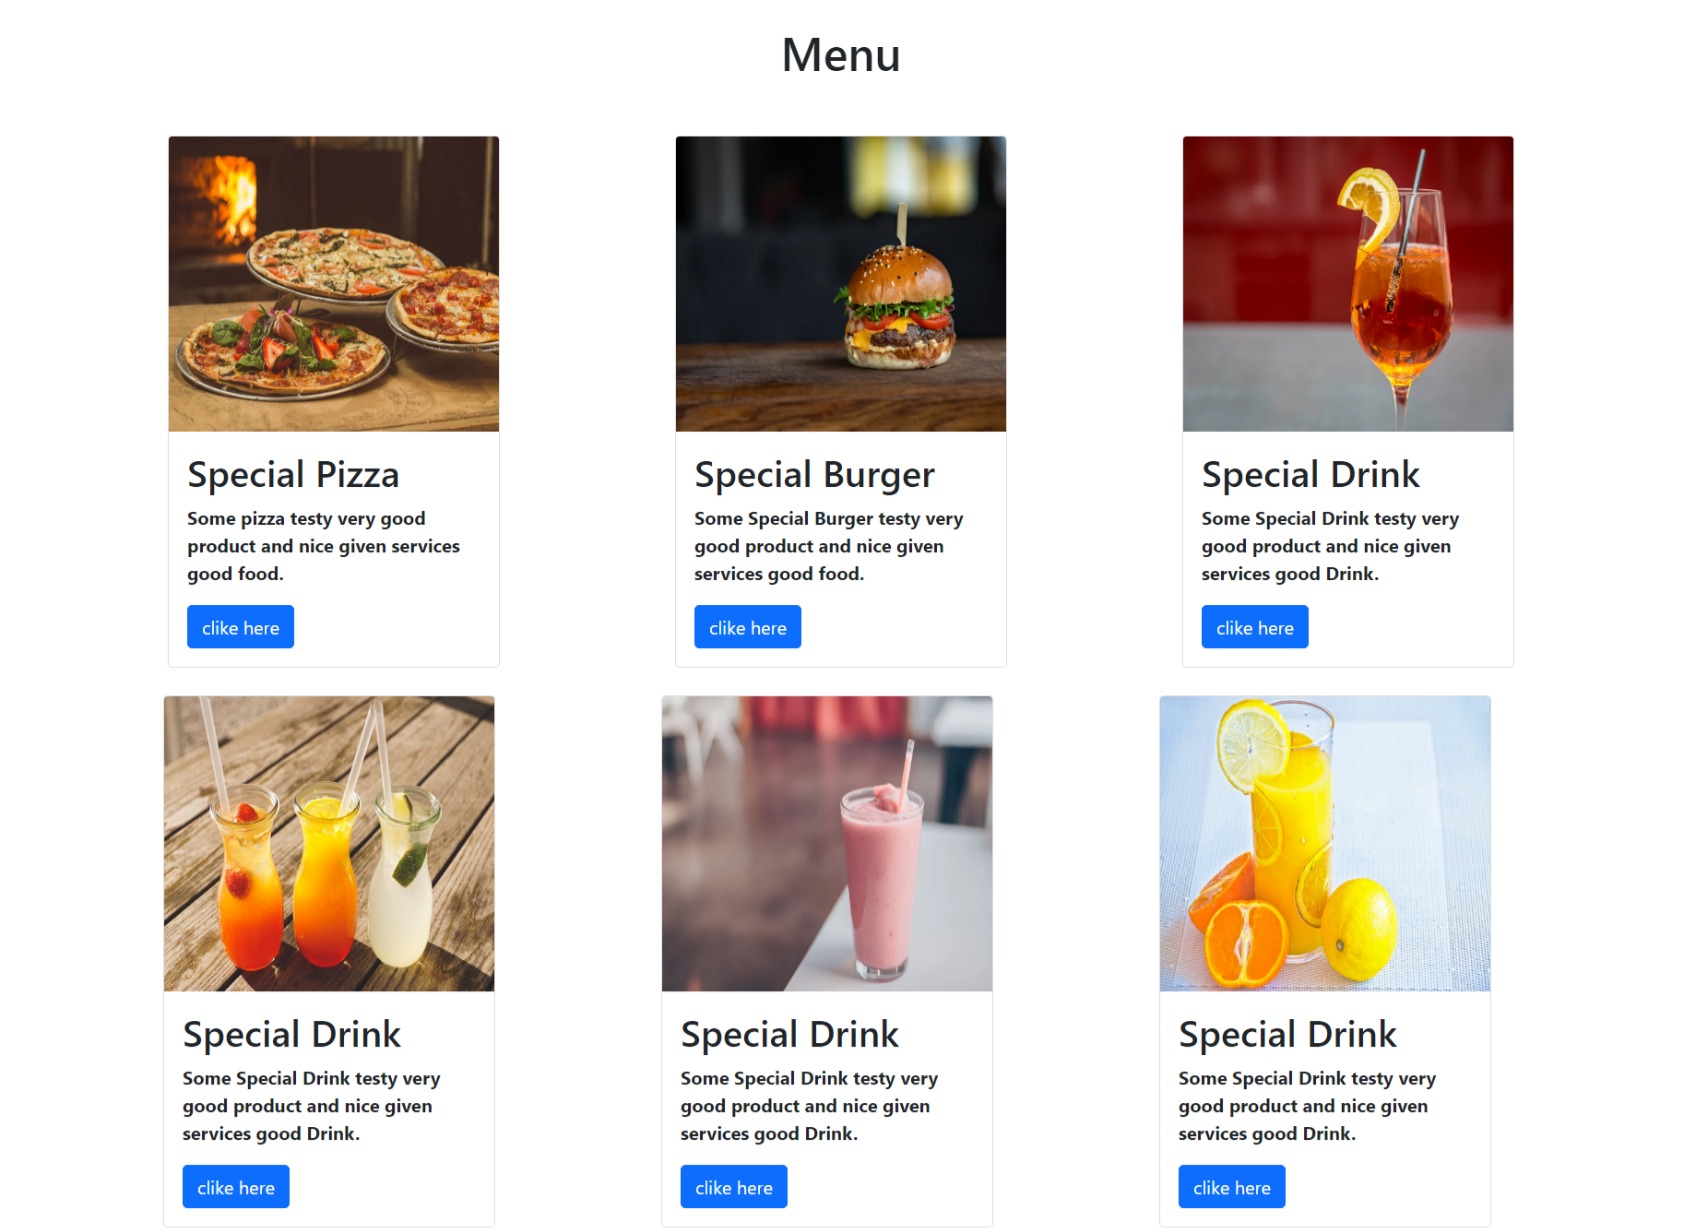 Menu
Special Pizza
Some pizza testy very good
product and nice given services
good food.
clike here
Special Burger
Some Special Burger testy very
good product and nice given
services good food.
clike here
Special Drink
Some Special Drink testy very
good product and nice given
services good Drink.
clike here
Special Drink
Some Special Drink testy very
good product and nice given
services good Drink.
clike here
Special Drink
Some Special Drink testy very
good product and nice given
services good Drink.
clike here
Special Drink
Some Special Drink testy very
good product and nice given
services good Drink.
clike here